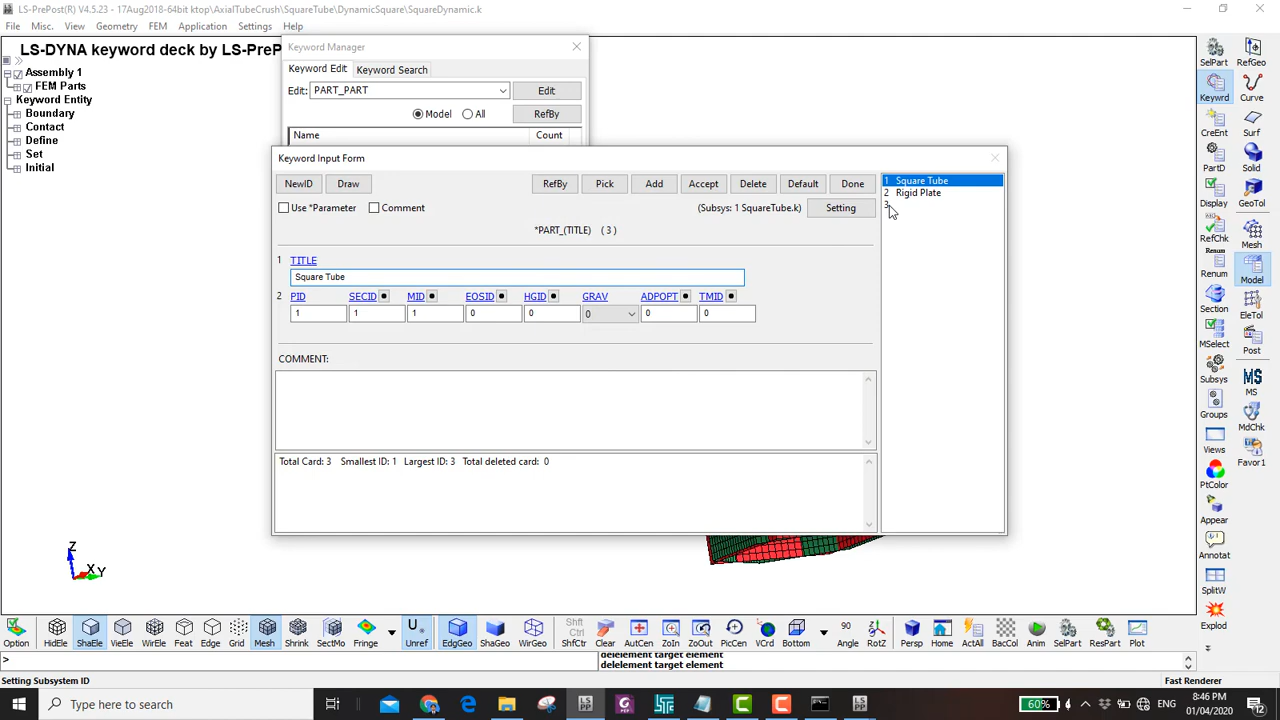 LS-PrePost(R) V4.5.23 - 17Aug2018-64bit ktop\AxialTubeCrush\SquareTube\DynamicSquare\SquareDynamic.k
File Misc. View Geometry FEM Application Settings Help
LS-DYNA keyword deck by LS-PreP
Assembly 1
FEM Parts
Keyword Entity
Boundary
Contact
Define
Set
Initial
Keyword Manager
Keyword Edit Keyword Search
Edit: PART_PART Edit
Model All RefBy
Name Count
Keyword Input Form
NewID Draw RefBy Pick Add Accept Delete Default Done
Use *Parameter Comment (Subsys: 1 SquareTube.k) Setting
*PART_(TITLE) (3)
1 TITLE
Square Tube
2 PID SECID MID EOSID HGID GRAV ADPOPT TMID
1 1 1 0 0 0 0 0
COMMENT:
Total Card: 3 Smallest ID: 1 Largest ID: 3 Total deleted card: 0
1 Square Tube
2 Rigid Plate
3
SelPart RefGeo
Keywrd Curve
CreEnt Surf
PartD Solid
Display GeoTol
RefChk Mesh
Renum
Renum Model
Section EleTol
MSelect Post
Subsys MS
MS
Groups MdChk
Views Favor1
1
PtColor
Appear
Annotat
SplitW
Explod
Z
X Y
Option HidEle ShaEle VieEle WirEle Feat Edge Grid Mesh Shrink SectMo Fringe U Unref EdgGeo ShaGeo WirGeo Shft Ctrl ShfCtr Clear AutCen ZoIn ZoOut PicCen VCrd Bottom 90 Angle RotZ Persp Home ActAll BacCol Anim SelPart ResPart Plot
> delelement target element
delelement target element
Setting Subsystem ID Fast Renderer
Type here to search LS PP 60% ENG 8:46 PM 01/04/2020